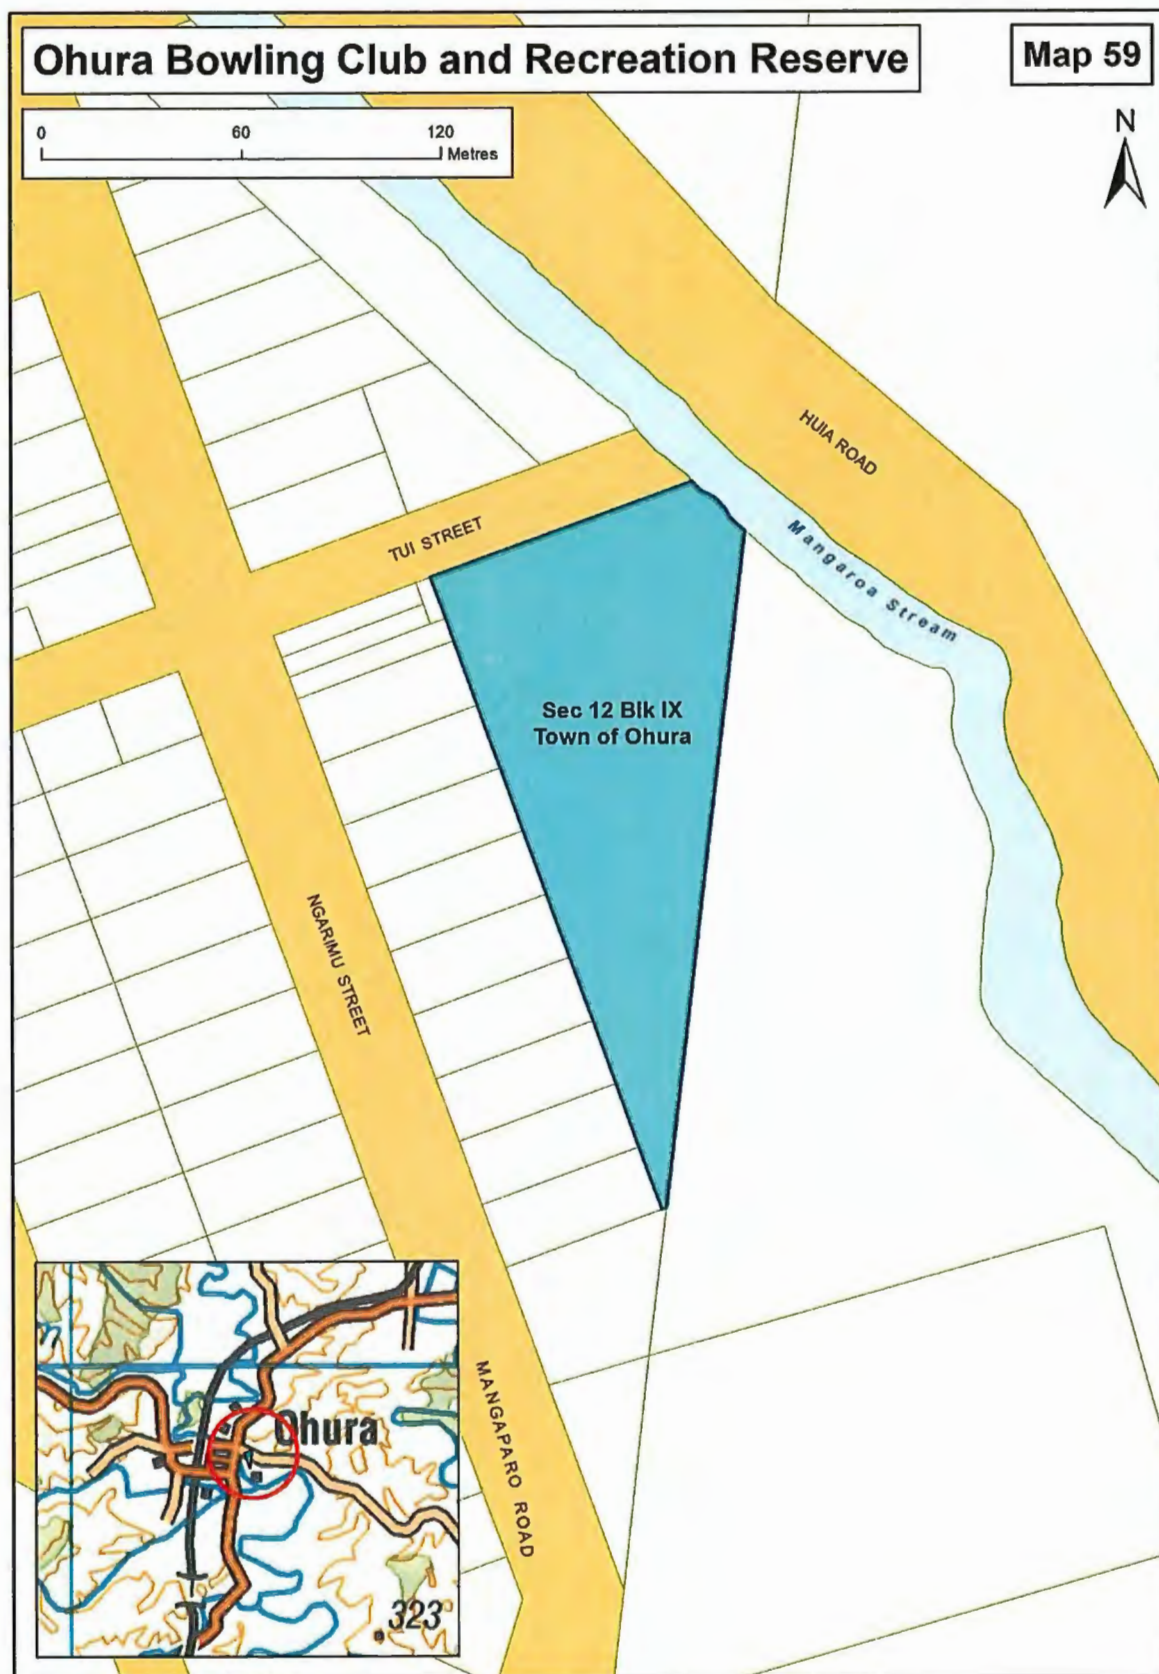 Ohura Bowling Club and Recreation Reserve
Map 59
0 60 120
Metres
N
HUIA ROAD
TUI STREET
Mangaroa Stream
Sec 12 Blk IX
Town of Ohura
NGARIMU STREET
MANGAPARO ROAD
Ohura
323